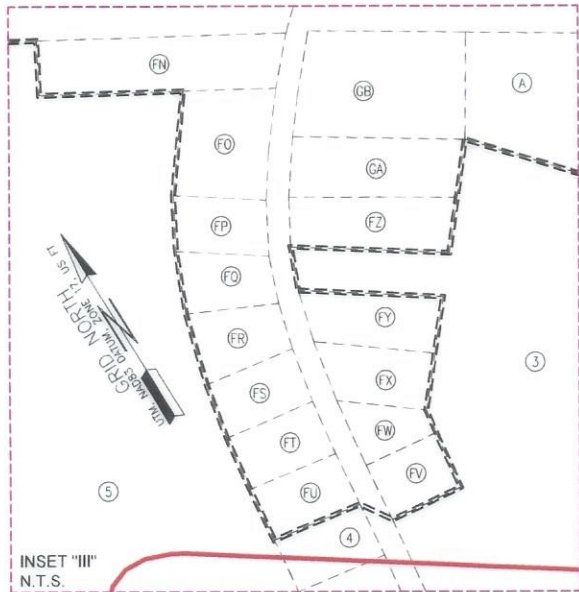 FN
GB
A
FO
GA
FP
FZ
FQ
FR
FY
FS
FX
3
FT
FW
FU
FV
5
4
GRID NORTH
UTM, NAD83 DATUM, ZONE 17, US FT
INSET "III"
N.T.S.